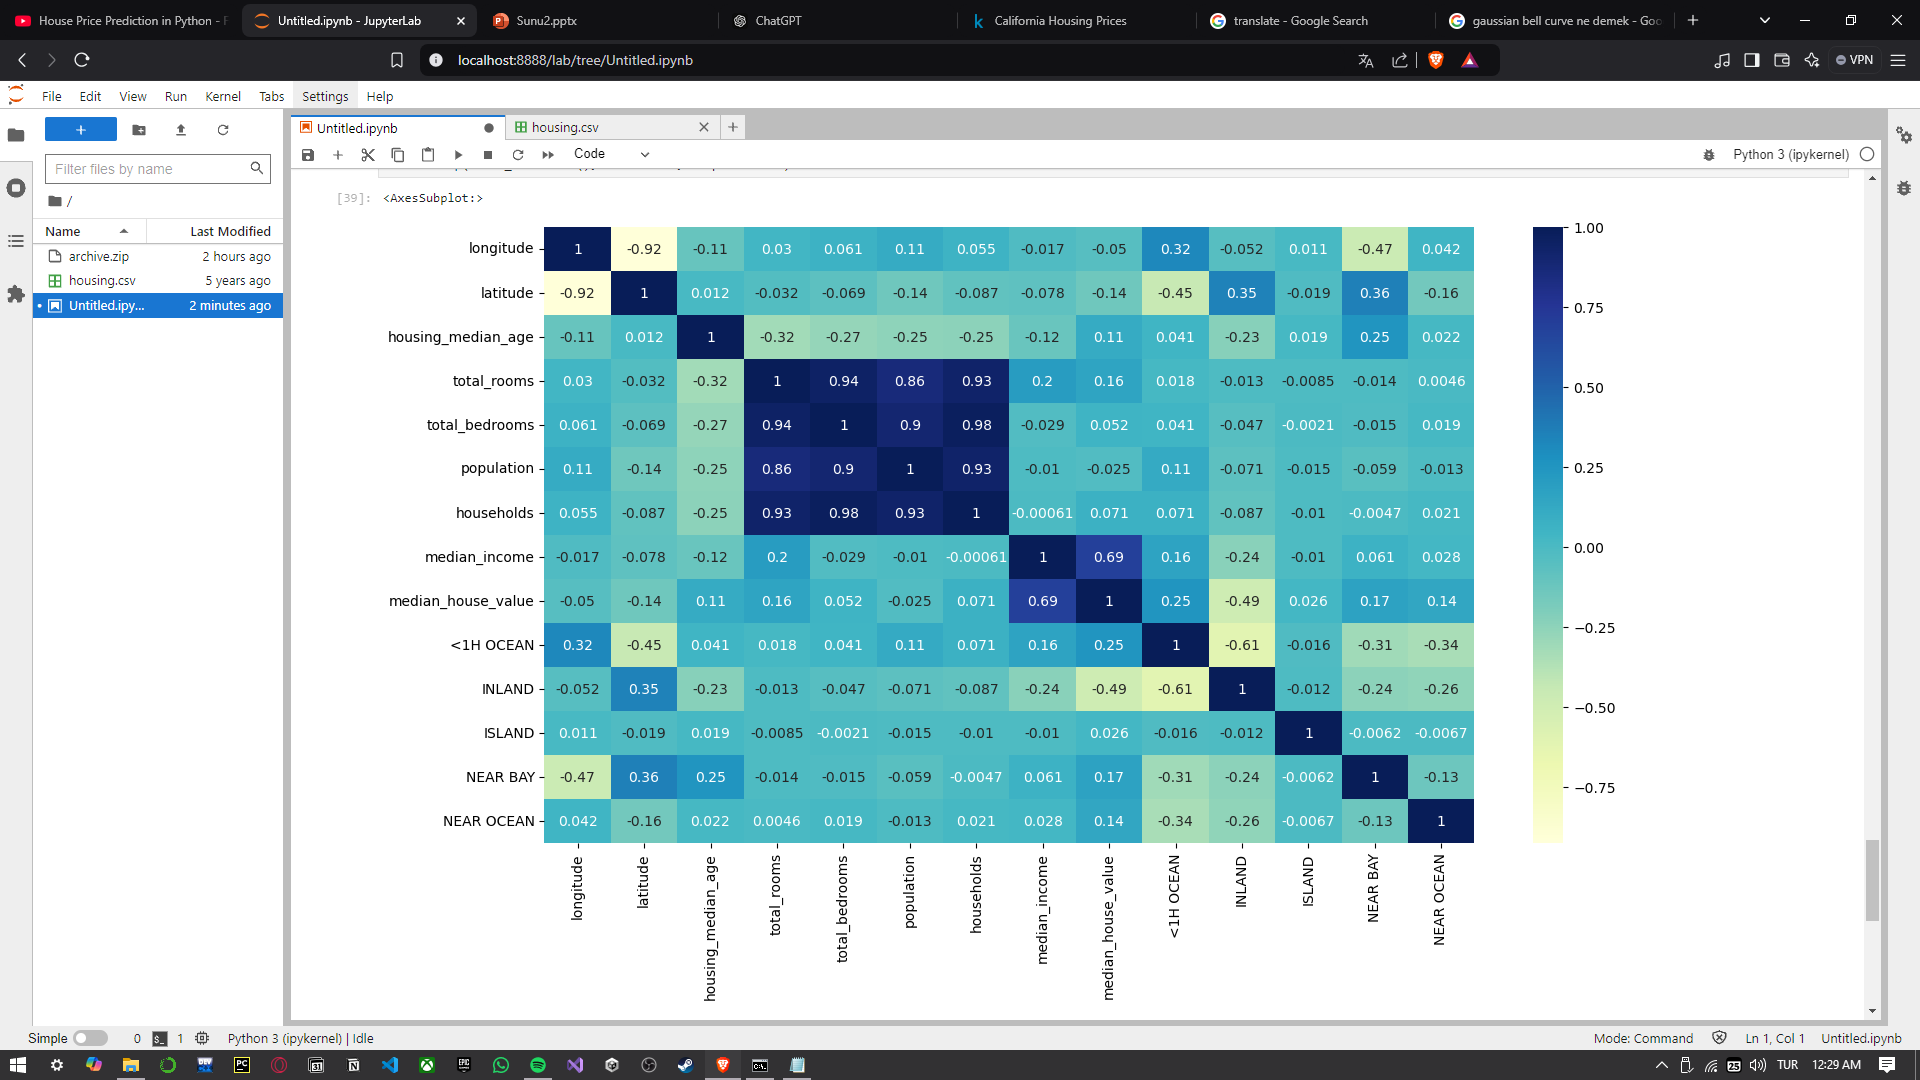 House Price Prediction in Python - F
Untitled.ipynb - JupyterLab
Sunu2.pptx
ChatGPT
California Housing Prices
translate - Google Search
gaussian bell curve ne demek - Goo
localhost:8888/lab/tree/Untitled.ipynb
VPN
File Edit View Run Kernel Tabs Settings Help
Untitled.ipynb
housing.csv
Code
Python 3 (ipykernel)
Filter files by name
/
Name Last Modified
archive.zip 2 hours ago
housing.csv 5 years ago
Untitled.ipy... 2 minutes ago
[39]: <AxesSubplot:>
longitude 1 -0.92 -0.11 0.03 0.061 0.11 0.055 -0.017 -0.05 0.32 -0.052 0.011 -0.47 0.042
latitude -0.92 1 0.012 -0.032 -0.069 -0.14 -0.087 -0.078 -0.14 -0.45 0.35 -0.019 0.36 -0.16
housing_median_age -0.11 0.012 1 -0.32 -0.27 -0.25 -0.25 -0.12 0.11 0.041 -0.23 0.019 0.25 0.022
total_rooms 0.03 -0.032 -0.32 1 0.94 0.86 0.93 0.2 0.16 0.018 -0.013 -0.0085 -0.014 0.0046
total_bedrooms 0.061 -0.069 -0.27 0.94 1 0.9 0.98 -0.029 0.052 0.041 -0.047 -0.0021 -0.015 0.019
population 0.11 -0.14 -0.25 0.86 0.9 1 0.93 -0.01 -0.025 0.11 -0.071 -0.015 -0.059 -0.013
households 0.055 -0.087 -0.25 0.93 0.98 0.93 1 -0.00061 0.071 0.071 -0.087 -0.01 -0.0047 0.021
median_income -0.017 -0.078 -0.12 0.2 -0.029 -0.01 -0.00061 1 0.69 0.16 -0.24 -0.01 0.061 0.028
median_house_value -0.05 -0.14 0.11 0.16 0.052 -0.025 0.071 0.69 1 0.25 -0.49 0.026 0.17 0.14
<1H OCEAN 0.32 -0.45 0.041 0.018 0.041 0.11 0.071 0.16 0.25 1 -0.61 -0.016 -0.31 -0.34
INLAND -0.052 0.35 -0.23 -0.013 -0.047 -0.071 -0.087 -0.24 -0.49 -0.61 1 -0.012 -0.24 -0.26
ISLAND 0.011 -0.019 0.019 -0.0085 -0.0021 -0.015 -0.01 -0.01 0.026 -0.016 -0.012 1 -0.0062 -0.0067
NEAR BAY -0.47 0.36 0.25 -0.014 -0.015 -0.059 -0.0047 0.061 0.17 -0.31 -0.24 -0.0062 1 -0.13
NEAR OCEAN 0.042 -0.16 0.022 0.0046 0.019 -0.013 0.021 0.028 0.14 -0.34 -0.26 -0.0067 -0.13 1
longitude
latitude
housing_median_age
total_rooms
total_bedrooms
population
households
median_income
median_house_value
<1H OCEAN
INLAND
ISLAND
NEAR BAY
NEAR OCEAN
1.00
0.75
0.50
0.25
0.00
−0.25
−0.50
−0.75
Simple 0 1 Python 3 (ipykernel) | Idle
Mode: Command Ln 1, Col 1 Untitled.ipynb
TUR 12:29 AM